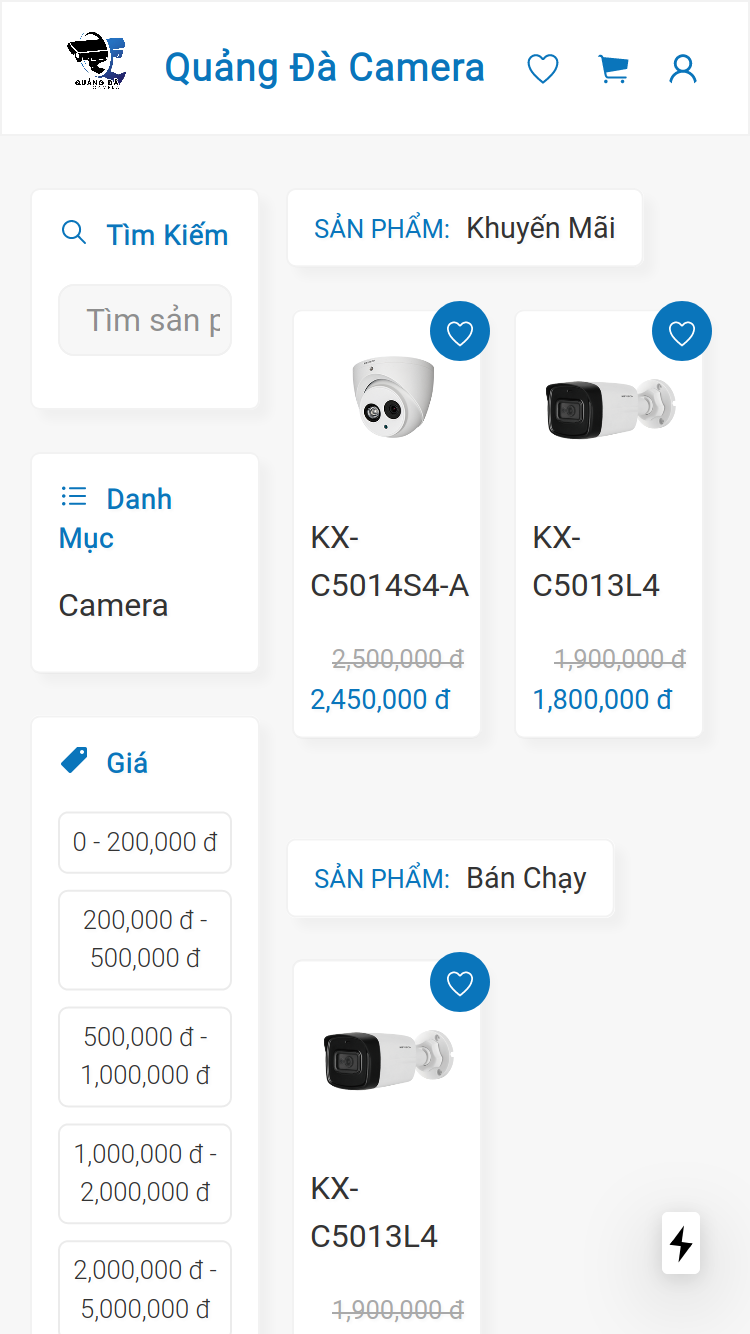 QUẢNG ĐÀ
CAMERA
Quảng Đà Camera
Tìm Kiếm
Tìm sản p
Danh
Mục
Camera
Giá
0 - 200,000 đ
200,000 đ -
500,000 đ
500,000 đ -
1,000,000 đ
1,000,000 đ -
2,000,000 đ
2,000,000 đ -
5,000,000 đ
SẢN PHẨM: Khuyến Mãi
KX-
C5014S4-A
2,500,000 đ
2,450,000 đ
KX-
C5013L4
1,900,000 đ
1,800,000 đ
SẢN PHẨM: Bán Chạy
KX-
C5013L4
1,900,000 đ